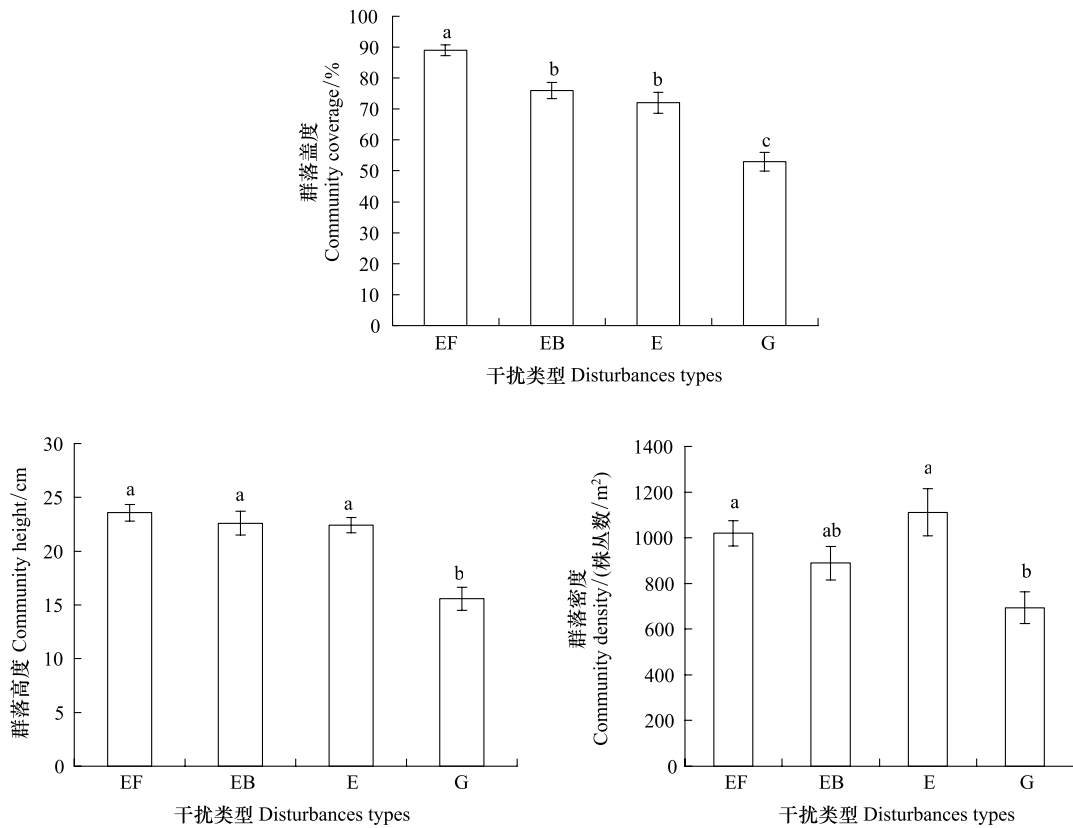 群落盖度
Community coverage/%
100
90
80
70
60
50
40
30
20
10
0
a
b
b
c
EF
EB
E
G
干扰类型 Disturbances types
群落高度 Community height/cm
30
25
20
15
10
5
0
a
a
a
b
EF
EB
E
G
干扰类型 Disturbances types
群落密度
Community density/(株丛数/m²)
1400
1200
1000
800
600
400
200
0
a
ab
a
b
EF
EB
E
G
干扰类型 Disturbances types